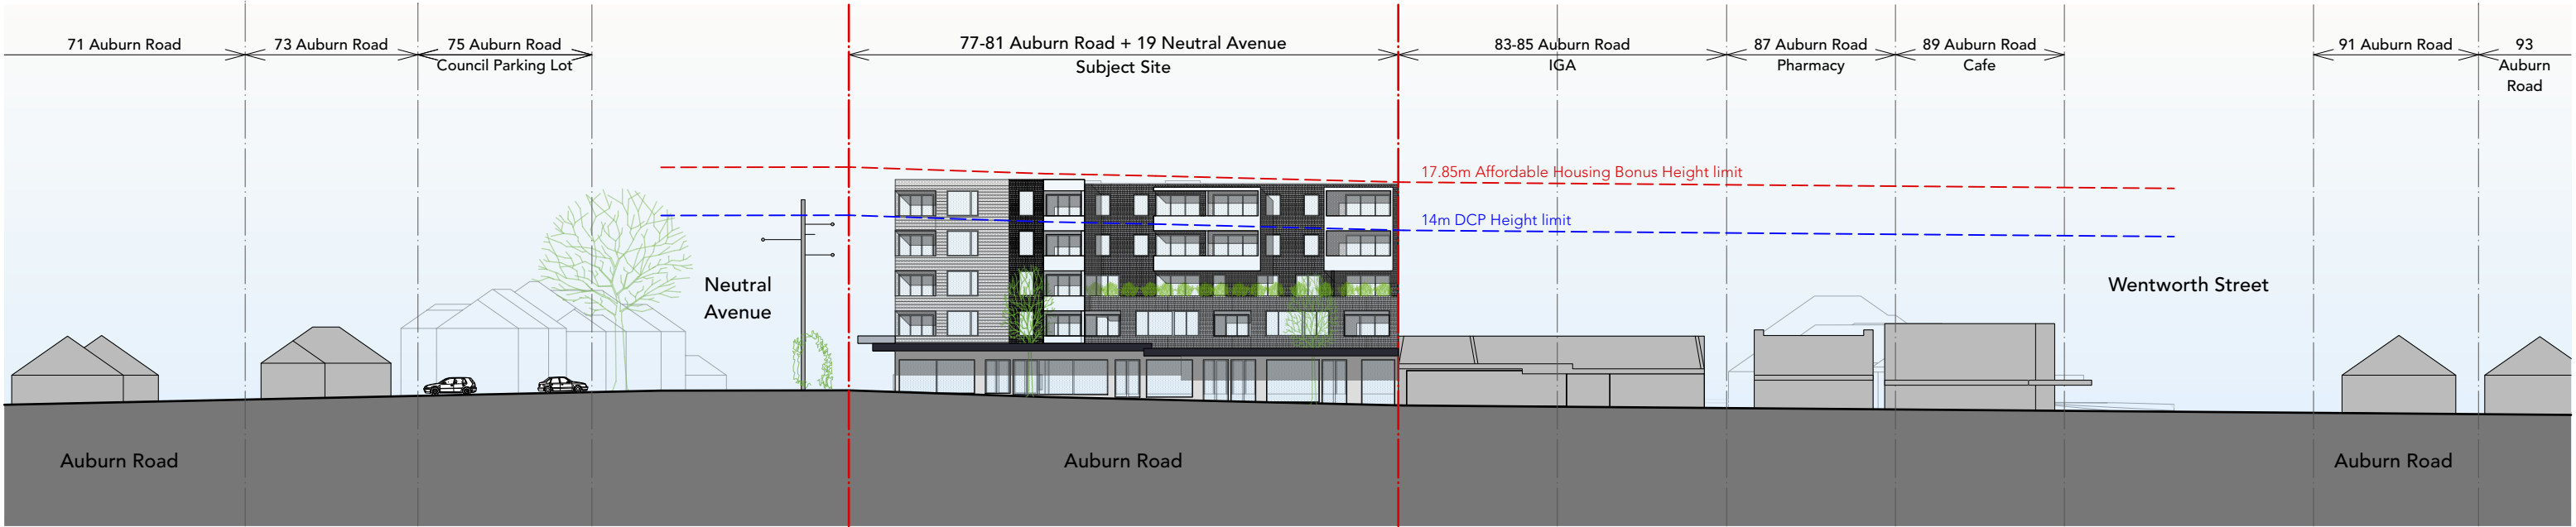 71 Auburn Road
73 Auburn Road
75 Auburn Road
Council Parking Lot
77-81 Auburn Road + 19 Neutral Avenue
Subject Site
83-85 Auburn Road
IGA
87 Auburn Road
Pharmacy
89 Auburn Road
Cafe
91 Auburn Road
93
Auburn
Road
17.85m Affordable Housing Bonus Height limit
14m DCP Height limit
Neutral
Avenue
Wentworth Street
Auburn Road
Auburn Road
Auburn Road